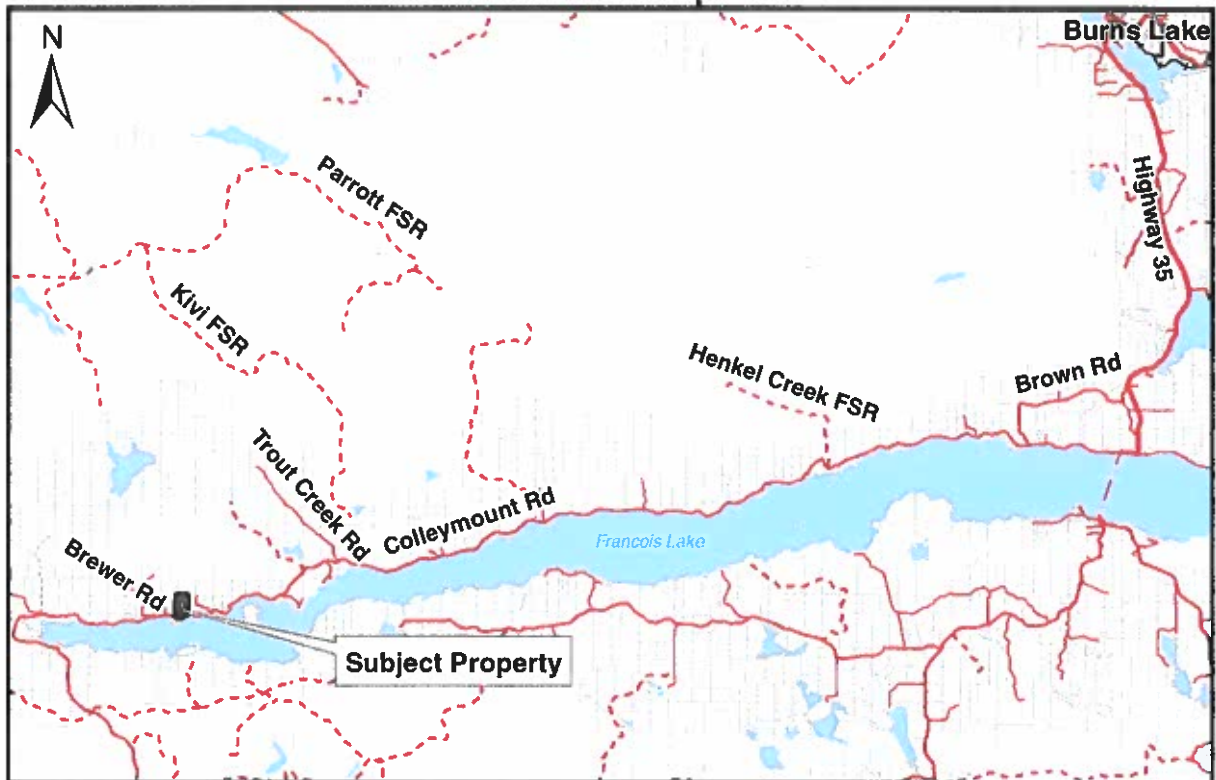 N
Burns Lake
Parrott FSR
Highway 35
Kivi FSR
Henkel Creek FSR
Brown Rd
Trout Creek Rd
Colleymount Rd
Francois Lake
Brewer Rd
Subject Property